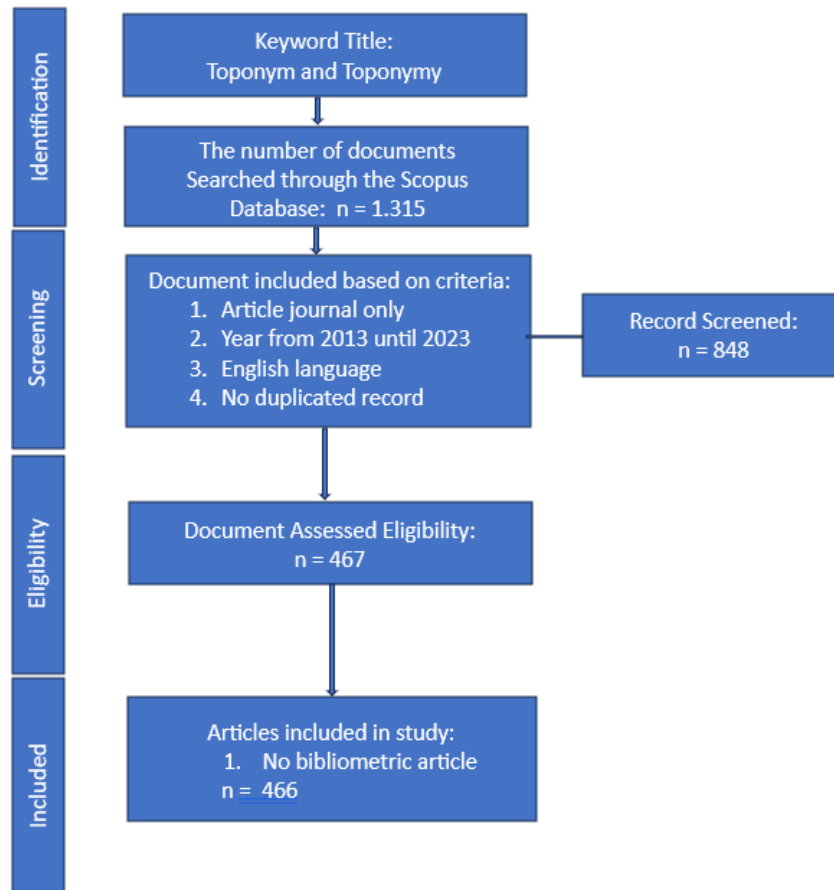 Identification
Keyword Title:
Toponym and Toponymy
The number of documents
Searched through the Scopus
Database: n = 1.315
Screening
Document included based on criteria:
1. Article journal only
2. Year from 2013 until 2023
3. English language
4. No duplicated record
Record Screened:
n = 848
Eligibility
Document Assessed Eligibility:
n = 467
Included
Articles included in study:
1. No bibliometric article
n = 466